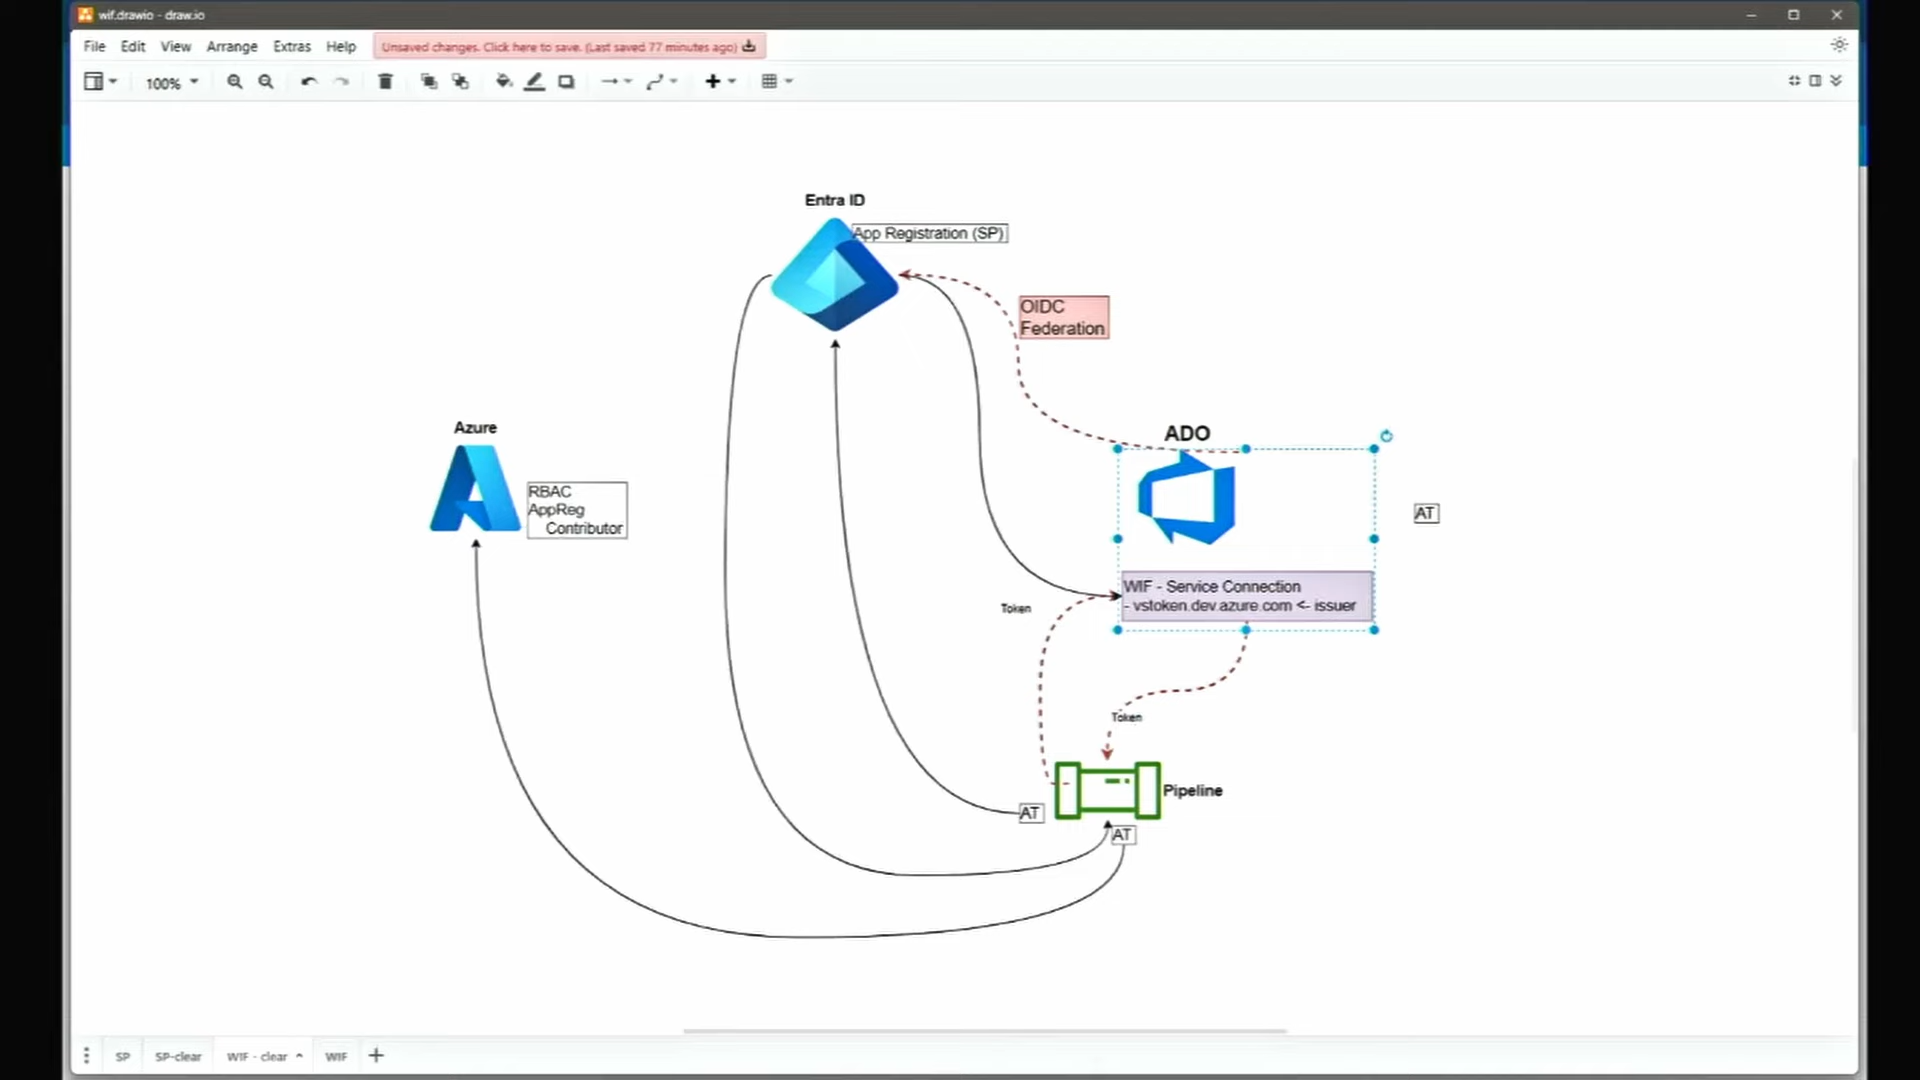 wif.drawio - draw.io
File Edit View Arrange Extras Help Unsaved changes. Click here to save. (Last saved 77 minutes ago)
100%
Entra ID
App Registration (SP)
OIDC
Federation
Azure
RBAC
AppReg
Contributor
ADO
AT
WIF - Service Connection
- vstoken.dev.azure.com <- issuer
Token
Token
Pipeline
AT
AT
SP SP-clear WIF - clear WIF